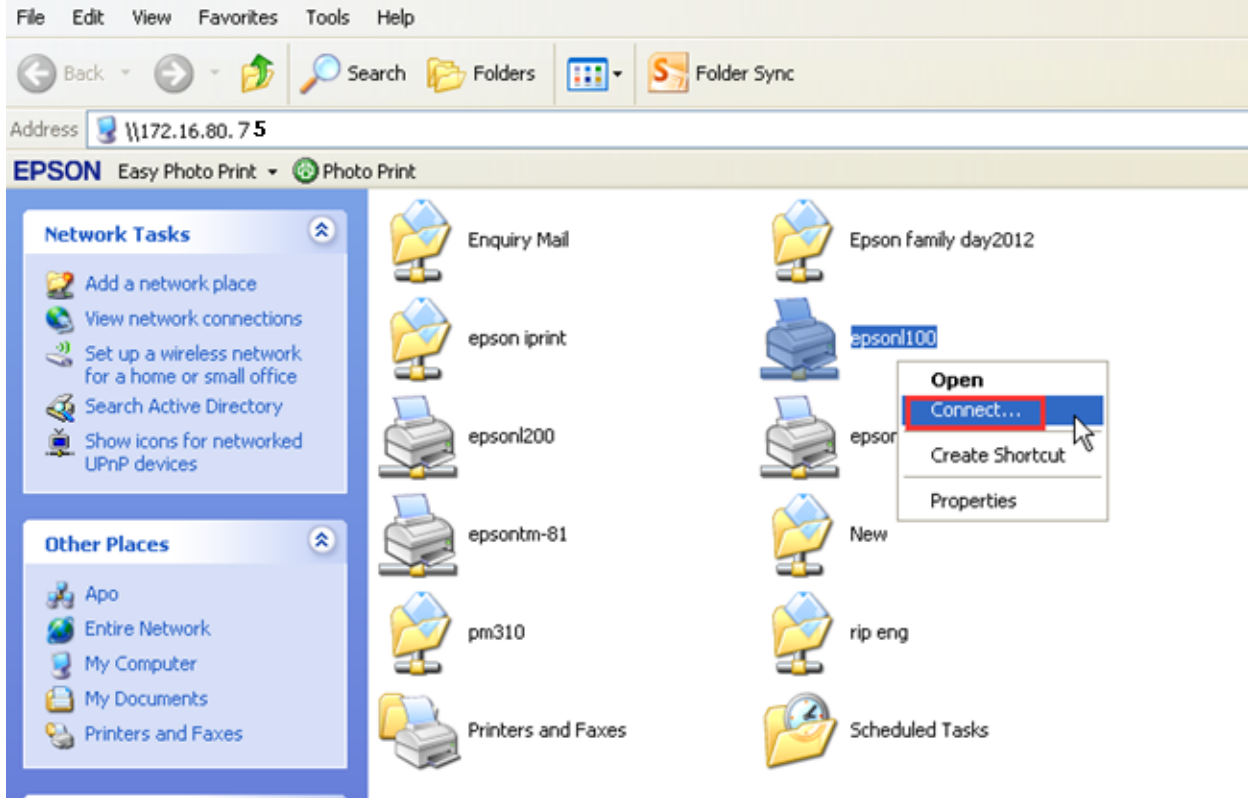 File Edit View Favorites Tools Help
Back Search Folders Folder Sync
Address \\172.16.80.75
EPSON Easy Photo Print Photo Print
Network Tasks
Add a network place
View network connections
Set up a wireless network
for a home or small office
Search Active Directory
Show icons for networked
UPnP devices
Other Places
Apo
Entire Network
My Computer
My Documents
Printers and Faxes
Enquiry Mail
Epson family day2012
epson iprint
epsonl100
epsonl200
epsontm-81
New
pm310
rip eng
Printers and Faxes
Scheduled Tasks
Open
Connect...
Create Shortcut
Properties